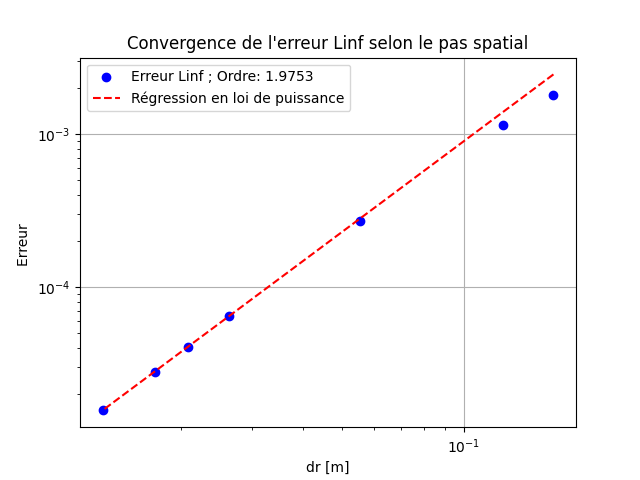 Convergence de l'erreur Linf selon le pas spatial
Erreur Linf ; Ordre: 1.9753
Régression en loi de puissance
10⁻³
10⁻⁴
Erreur
10⁻¹
dr [m]